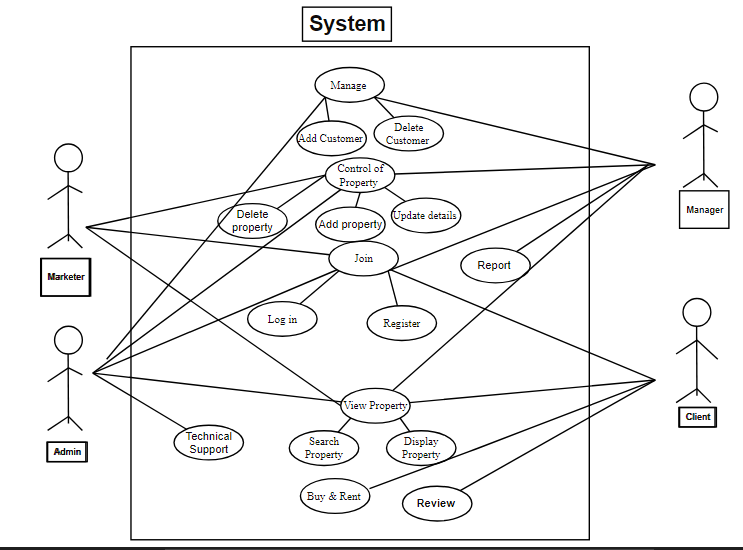 System
Manage
Add Customer
Delete
Customer
Control of
Property
Delete
property
Add property
Update details
Manager
Marketer
Join
Report
Log in
Register
View Property
Client
Admin
Technical
Support
Search
Property
Display
Property
Buy & Rent
Review